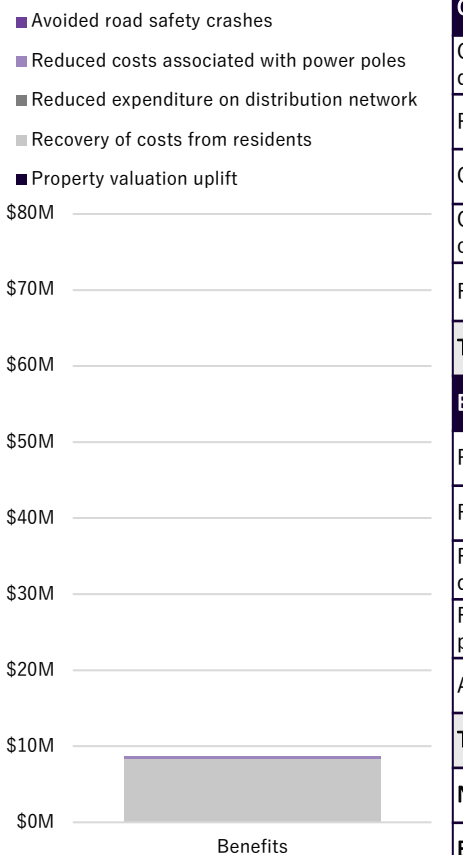 Avoided road safety crashes
Reduced costs associated with power poles
Reduced expenditure on distribution network
Recovery of costs from residents
Property valuation uplift
$80M
$70M
$60M
$50M
$40M
$30M
$20M
$10M
$0M
Benefits